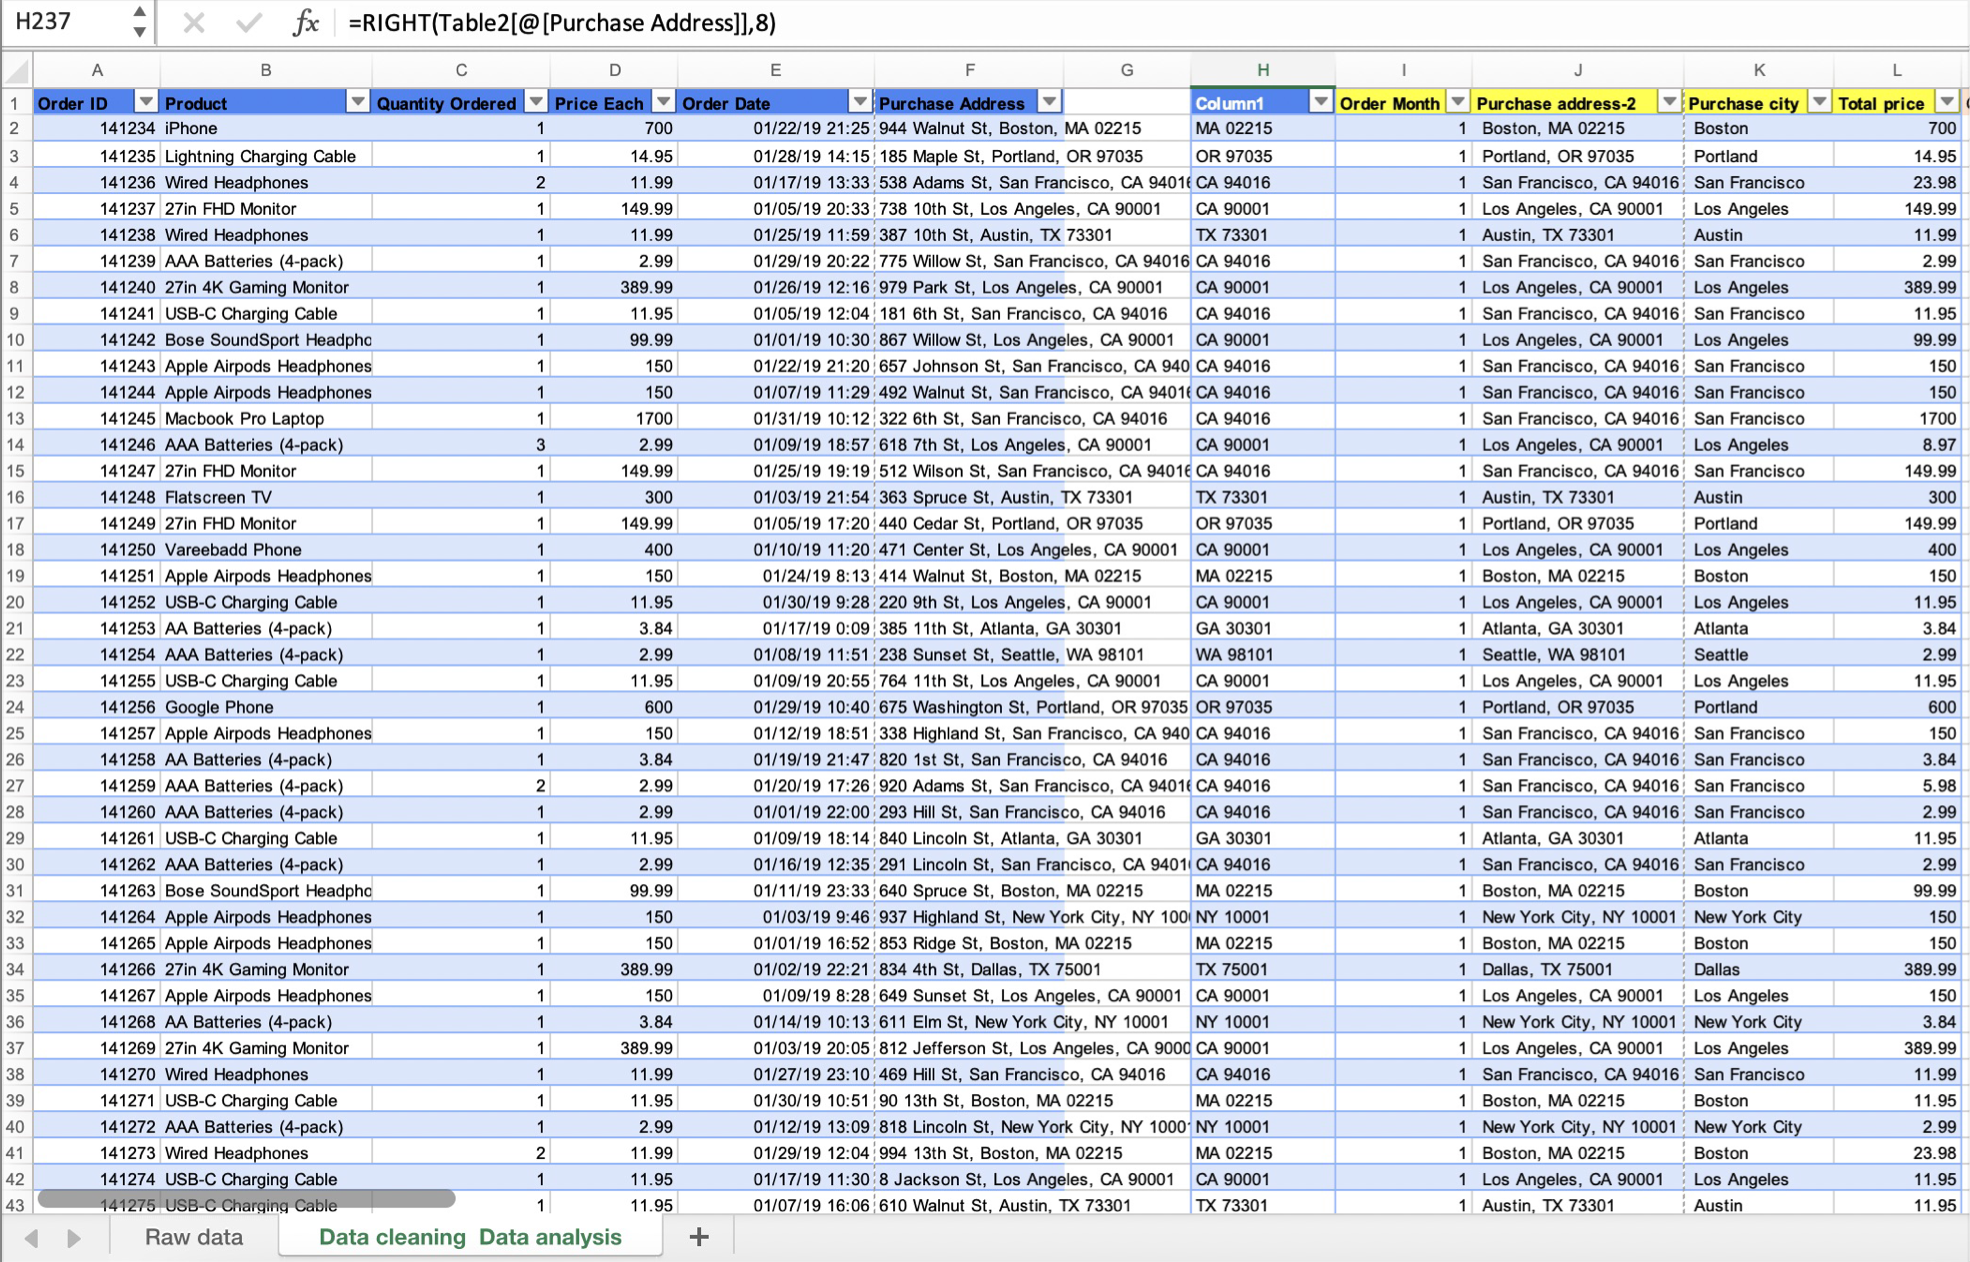 H237 fx =RIGHT(Table2[@[Purchase Address]],8)
A B C D E F G H I J K L
1 Order ID Product Quantity Ordered Price Each Order Date Purchase Address Column1 Order Month Purchase address-2 Purchase city Total price
2 141234 iPhone 1 700 01/22/19 21:25 944 Walnut St, Boston, MA 02215 MA 02215 1 Boston, MA 02215 Boston 700
3 141235 Lightning Charging Cable 1 14.95 01/28/19 14:15 185 Maple St, Portland, OR 97035 OR 97035 1 Portland, OR 97035 Portland 14.95
4 141236 Wired Headphones 2 11.99 01/17/19 13:33 538 Adams St, San Francisco, CA 94016 CA 94016 1 San Francisco, CA 94016 San Francisco 23.98
5 141237 27in FHD Monitor 1 149.99 01/05/19 20:33 738 10th St, Los Angeles, CA 90001 CA 90001 1 Los Angeles, CA 90001 Los Angeles 149.99
6 141238 Wired Headphones 1 11.99 01/25/19 11:59 387 10th St, Austin, TX 73301 TX 73301 1 Austin, TX 73301 Austin 11.99
7 141239 AAA Batteries (4-pack) 1 2.99 01/29/19 20:22 775 Willow St, San Francisco, CA 94016 CA 94016 1 San Francisco, CA 94016 San Francisco 2.99
8 141240 27in 4K Gaming Monitor 1 389.99 01/26/19 12:16 979 Park St, Los Angeles, CA 90001 CA 90001 1 Los Angeles, CA 90001 Los Angeles 389.99
9 141241 USB-C Charging Cable 1 11.95 01/05/19 12:04 181 6th St, San Francisco, CA 94016 CA 94016 1 San Francisco, CA 94016 San Francisco 11.95
10 141242 Bose SoundSport Headpho 1 99.99 01/01/19 10:30 867 Willow St, Los Angeles, CA 90001 CA 90001 1 Los Angeles, CA 90001 Los Angeles 99.99
11 141243 Apple Airpods Headphones 1 150 01/22/19 21:20 657 Johnson St, San Francisco, CA 940 CA 94016 1 San Francisco, CA 94016 San Francisco 150
12 141244 Apple Airpods Headphones 1 150 01/07/19 11:29 492 Walnut St, San Francisco, CA 94016 CA 94016 1 San Francisco, CA 94016 San Francisco 150
13 141245 Macbook Pro Laptop 1 1700 01/31/19 10:12 322 6th St, San Francisco, CA 94016 CA 94016 1 San Francisco, CA 94016 San Francisco 1700
14 141246 AAA Batteries (4-pack) 3 2.99 01/09/19 18:57 618 7th St, Los Angeles, CA 90001 CA 90001 1 Los Angeles, CA 90001 Los Angeles 8.97
15 141247 27in FHD Monitor 1 149.99 01/25/19 19:19 512 Wilson St, San Francisco, CA 94016 CA 94016 1 San Francisco, CA 94016 San Francisco 149.99
16 141248 Flatscreen TV 1 300 01/03/19 21:54 363 Spruce St, Austin, TX 73301 TX 73301 1 Austin, TX 73301 Austin 300
17 141249 27in FHD Monitor 1 149.99 01/05/19 17:20 440 Cedar St, Portland, OR 97035 OR 97035 1 Portland, OR 97035 Portland 149.99
18 141250 Vareebadd Phone 1 400 01/10/19 11:20 471 Center St, Los Angeles, CA 90001 CA 90001 1 Los Angeles, CA 90001 Los Angeles 400
19 141251 Apple Airpods Headphones 1 150 01/24/19 8:13 414 Walnut St, Boston, MA 02215 MA 02215 1 Boston, MA 02215 Boston 150
20 141252 USB-C Charging Cable 1 11.95 01/30/19 9:28 220 9th St, Los Angeles, CA 90001 CA 90001 1 Los Angeles, CA 90001 Los Angeles 11.95
21 141253 AA Batteries (4-pack) 1 3.84 01/17/19 0:09 385 11th St, Atlanta, GA 30301 GA 30301 1 Atlanta, GA 30301 Atlanta 3.84
22 141254 AAA Batteries (4-pack) 1 2.99 01/08/19 11:51 238 Sunset St, Seattle, WA 98101 WA 98101 1 Seattle, WA 98101 Seattle 2.99
23 141255 USB-C Charging Cable 1 11.95 01/09/19 20:55 764 11th St, Los Angeles, CA 90001 CA 90001 1 Los Angeles, CA 90001 Los Angeles 11.95
24 141256 Google Phone 1 600 01/29/19 10:40 675 Washington St, Portland, OR 97035 OR 97035 1 Portland, OR 97035 Portland 600
25 141257 Apple Airpods Headphones 1 150 01/12/19 18:51 338 Highland St, San Francisco, CA 940 CA 94016 1 San Francisco, CA 94016 San Francisco 150
26 141258 AA Batteries (4-pack) 1 3.84 01/19/19 21:47 820 1st St, San Francisco, CA 94016 CA 94016 1 San Francisco, CA 94016 San Francisco 3.84
27 141259 AAA Batteries (4-pack) 2 2.99 01/20/19 17:26 920 Adams St, San Francisco, CA 94016 CA 94016 1 San Francisco, CA 94016 San Francisco 5.98
28 141260 AAA Batteries (4-pack) 1 2.99 01/01/19 22:00 293 Hill St, San Francisco, CA 94016 CA 94016 1 San Francisco, CA 94016 San Francisco 2.99
29 141261 USB-C Charging Cable 1 11.95 01/09/19 18:14 840 Lincoln St, Atlanta, GA 30301 GA 30301 1 Atlanta, GA 30301 Atlanta 11.95
30 141262 AAA Batteries (4-pack) 1 2.99 01/16/19 12:35 291 Lincoln St, San Francisco, CA 9401 CA 94016 1 San Francisco, CA 94016 San Francisco 2.99
31 141263 Bose SoundSport Headpho 1 99.99 01/11/19 23:33 640 Spruce St, Boston, MA 02215 MA 02215 1 Boston, MA 02215 Boston 99.99
32 141264 Apple Airpods Headphones 1 150 01/03/19 9:46 937 Highland St, New York City, NY 100 NY 10001 1 New York City, NY 10001 New York City 150
33 141265 Apple Airpods Headphones 1 150 01/01/19 16:52 853 Ridge St, Boston, MA 02215 MA 02215 1 Boston, MA 02215 Boston 150
34 141266 27in 4K Gaming Monitor 1 389.99 01/02/19 22:21 834 4th St, Dallas, TX 75001 TX 75001 1 Dallas, TX 75001 Dallas 389.99
35 141267 Apple Airpods Headphones 1 150 01/09/19 8:28 649 Sunset St, Los Angeles, CA 90001 CA 90001 1 Los Angeles, CA 90001 Los Angeles 150
36 141268 AA Batteries (4-pack) 1 3.84 01/14/19 10:13 611 Elm St, New York City, NY 10001 NY 10001 1 New York City, NY 10001 New York City 3.84
37 141269 27in 4K Gaming Monitor 1 389.99 01/03/19 20:05 812 Jefferson St, Los Angeles, CA 9000 CA 90001 1 Los Angeles, CA 90001 Los Angeles 389.99
38 141270 Wired Headphones 1 11.99 01/27/19 23:10 469 Hill St, San Francisco, CA 94016 CA 94016 1 San Francisco, CA 94016 San Francisco 11.99
39 141271 USB-C Charging Cable 1 11.95 01/30/19 10:51 90 13th St, Boston, MA 02215 MA 02215 1 Boston, MA 02215 Boston 11.95
40 141272 AAA Batteries (4-pack) 1 2.99 01/12/19 13:09 818 Lincoln St, New York City, NY 1000 NY 10001 1 New York City, NY 10001 New York City 2.99
41 141273 Wired Headphones 2 11.99 01/29/19 12:04 994 13th St, Boston, MA 02215 MA 02215 1 Boston, MA 02215 Boston 23.98
42 141274 USB-C Charging Cable 1 11.95 01/17/19 11:30 8 Jackson St, Los Angeles, CA 90001 CA 90001 1 Los Angeles, CA 90001 Los Angeles 11.95
43 141275 USB-C Charging Cable 1 11.95 01/07/19 16:06 610 Walnut St, Austin, TX 73301 TX 73301 1 Austin, TX 73301 Austin 11.95
Raw data Data cleaning Data analysis +